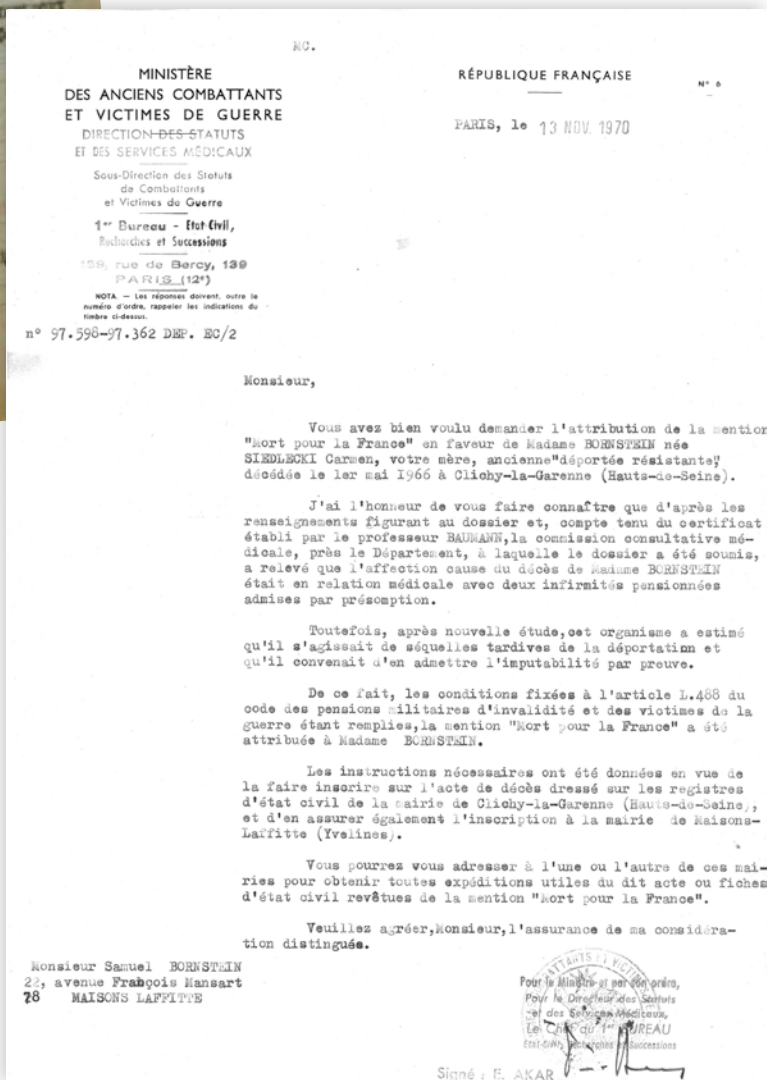 MC.
MINISTÈRE
DES ANCIENS COMBATTANTS
ET VICTIMES DE GUERRE
DIRECTION DES STATUTS
ET DES SERVICES MÉDICAUX
Sous-Direction des Statuts
de Combattants
et Victimes de Guerre
1er Bureau - Etat-Civil,
Recherches et Successions
139, rue de Bercy, 139
PARIS (12e)
NOTA. — Les réponses doivent, outre le
numéro d'ordre, rappeler les indications du
timbre ci-dessus.
n° 97.598-97.362 DEP. EC/2
RÉPUBLIQUE FRANÇAISE
N° 6
PARIS, le 13 NOV. 1970
Monsieur,
Vous avez bien voulu demander l'attribution de la mention
"Mort pour la France" en faveur de Madame BORNSTEIN née
SIEDLECKI Carmen, votre mère, ancienne"déportée résistante",
décédée le 1er mai 1966 à Clichy-la-Garenne (Hauts-de-Seine).
J'ai l'honneur de vous faire connaître que d'après les
renseignements figurant au dossier et, compte tenu du certificat
établi par le professeur BAUMANN,la commission consultative mé-
dicale, près le Département, à laquelle le dossier a été soumis,
a relevé que l'affection cause du décès de Madame BORNSTEIN
était en relation médicale avec deux infirmités pensionnées
admises par présomption.
Toutefois, après nouvelle étude,cet organisme a estimé
qu'il s'agissait de séquelles tardives de la déportation et
qu'il convenait d'en admettre l'imputabilité par preuve.
De ce fait, les conditions fixées à l'article L.488 du
code des pensions militaires d'invalidité et des victimes de la
guerre étant remplies,la mention "Mort pour la France" a été
attribuée à Madame BORNSTEIN.
Les instructions nécessaires ont été données en vue de
la faire inscrire sur l'acte de décès dressé sur les registres
d'état civil de la mairie de Clichy-la-Garenne (Hauts-de-Seine),
et d'en assurer également l'inscription à la mairie de Maisons-
Laffitte (Yvelines).
Vous pourrez vous adresser à l'une ou l'autre de ces mai-
ries pour obtenir toutes expéditions utiles du dit acte ou fiches
d'état civil revêtues de la mention "Mort pour la France".
Veuillez agréer,Monsieur,l'assurance de ma considéra-
tion distinguée.
Monsieur Samuel BORNSTEIN
22, avenue François Mansart
78 MAISONS LAFFITTE
Pour le Ministre et par son ordre,
Pour le Directeur des Statuts
et des Services Médicaux,
Le Chef du 1er BUREAU
Etat-Civil, Recherches et Successions
Signé : E. AKAR